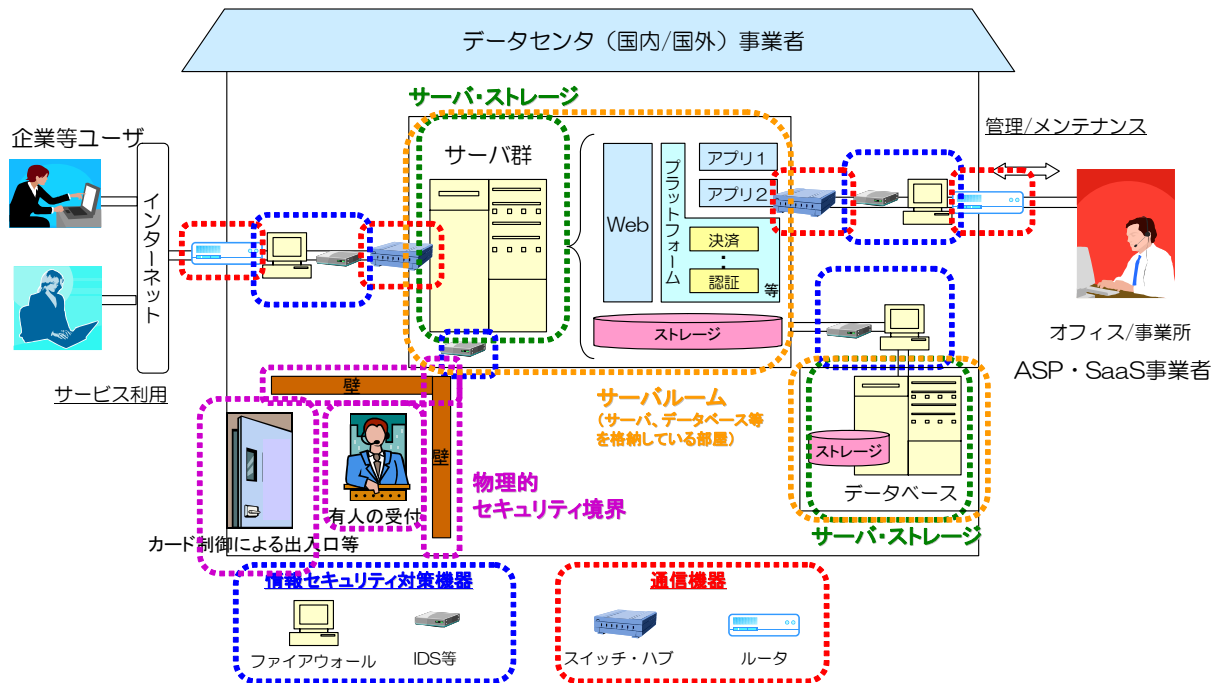 データセンタ（国内/国外）事業者
サーバ・ストレージ
企業等ユーザ
インターネット
サービス利用
サーバ群
Web
プラットフォーム
アプリ1
アプリ2
決済
・・
認証
等
ストレージ
管理/メンテナンス
オフィス/事業所
ASP・SaaS事業者
サーバルーム
（サーバ、データベース等
を格納している部屋）
ストレージ
データベース
サーバ・ストレージ
壁
壁
物理的
セキュリティ境界
有人の受付
カード制御による出入口等
情報セキュリティ対策機器
ファイアウォール
IDS等
通信機器
スイッチ・ハブ
ルータ